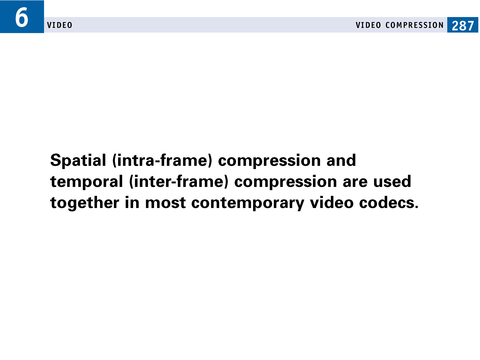 6 VIDEO VIDEO COMPRESSION 287
Spatial (intra-frame) compression and
temporal (inter-frame) compression are used
together in most contemporary video codecs.